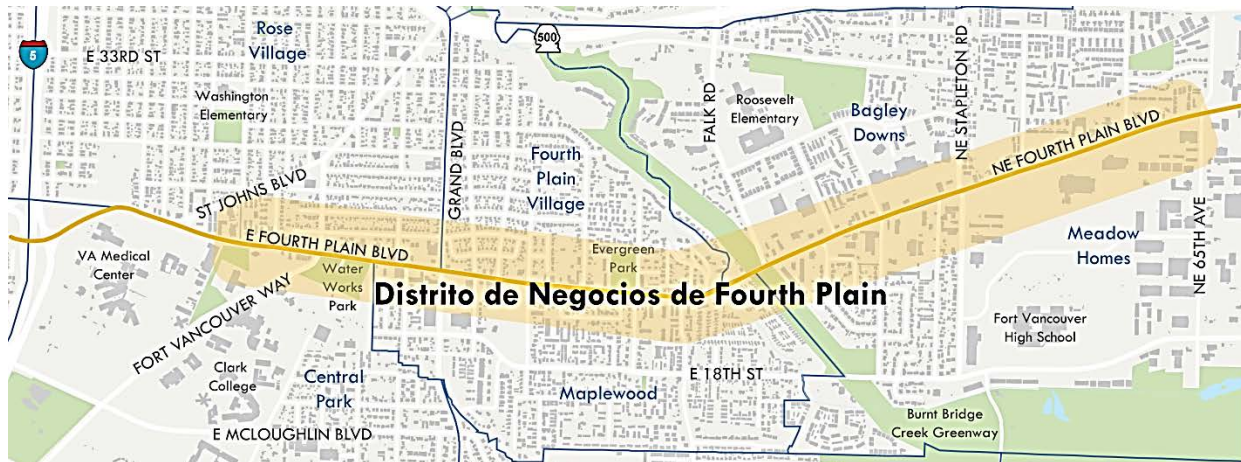 5
E 33RD ST
Rose
Village
Washington
Elementary
ST JOHNS BLVD
GRAND BLVD
500
Fourth
Plain
Village
FALK RD
Roosevelt
Elementary
Bagley
Downs
NE STAPLETON RD
NE FOURTH PLAIN BLVD
VA Medical
Center
E FOURTH PLAIN BLVD
Water
Works
Park
Evergreen
Park
Meadow
Homes
NE 65TH AVE
Distrito de Negocios de Fourth Plain
FORT VANCOUVER WAY
Fort Vancouver
High School
Clark
College
Central
Park
Maplewood
E 18TH ST
E MCLOUGHLIN BLVD
Burnt Bridge
Creek Greenway